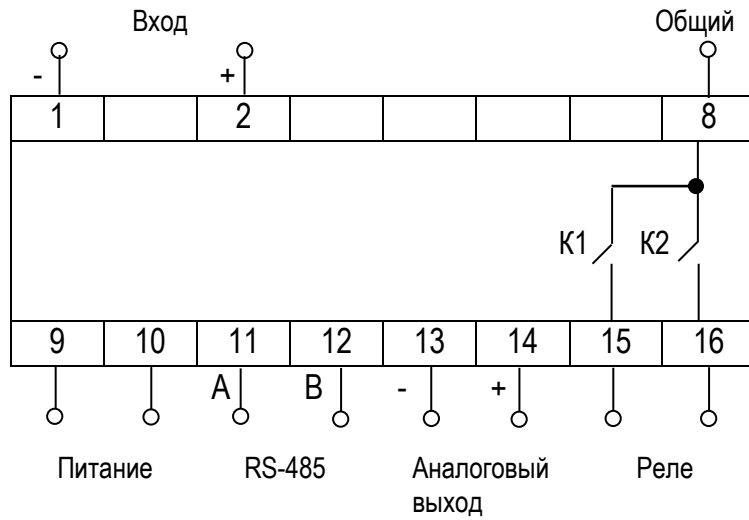 Вход
Общий
- +
1 2 8
К1 К2
9 10 11 12 13 14 15 16
A B - +
Питание RS-485 Аналоговый выход Реле